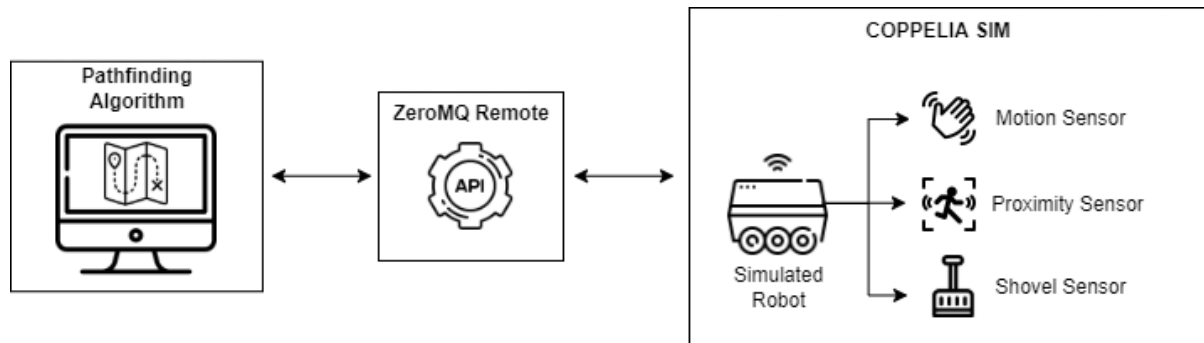 Pathfinding
Algorithm
ZeroMQ Remote
API
COPPELIA SIM
Simulated
Robot
Motion Sensor
Proximity Sensor
Shovel Sensor